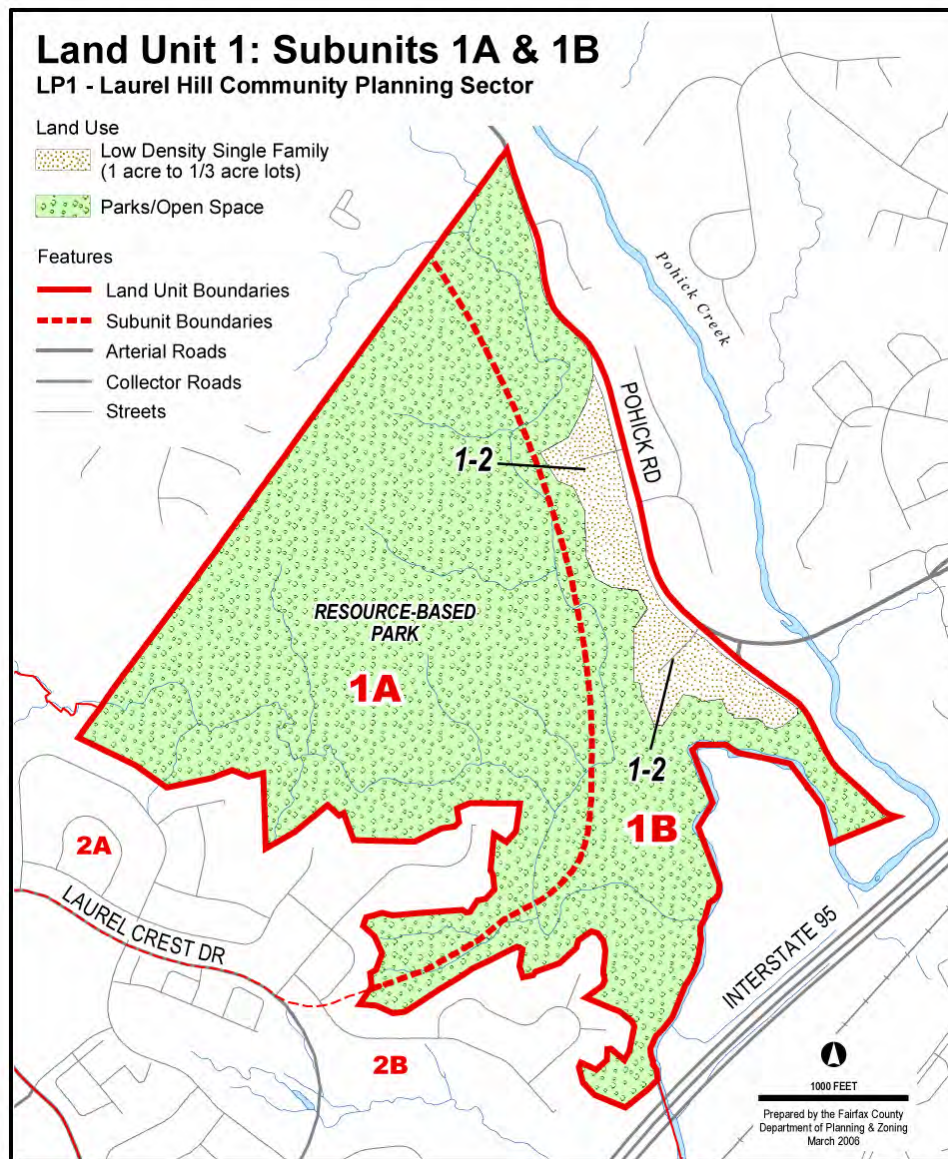 Land Unit 1: Subunits 1A & 1B
LP1 - Laurel Hill Community Planning Sector
Land Use
Low Density Single Family
(1 acre to 1/3 acre lots)
Parks/Open Space
Features
Land Unit Boundaries
Subunit Boundaries
Arterial Roads
Collector Roads
Streets
Pohick Creek
POHICK RD
1-2
RESOURCE-BASED
PARK
1A
1-2
1B
2A
LAUREL CREST DR
INTERSTATE 95
2B
1000 FEET
Prepared by the Fairfax County
Department of Planning & Zoning
March 2006